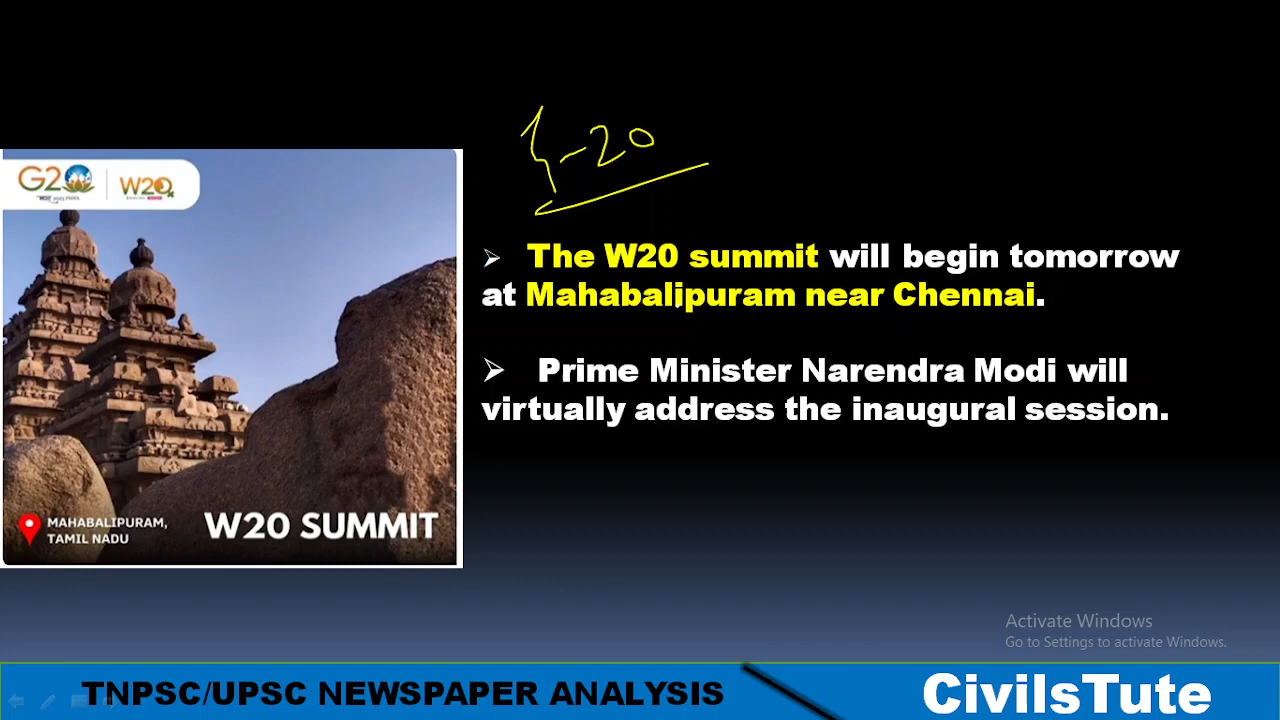 -20
G20
W20
The W20 summit will begin tomorrow
at Mahabalipuram near Chennai.
Prime Minister Narendra Modi will
virtually address the inaugural session.
MAHABALIPURAM,
TAMIL NADU
W20 SUMMIT
Activate Windows
Go to Settings to activate Windows.
TNPSC/UPSC NEWSPAPER ANALYSIS
CivilsTute